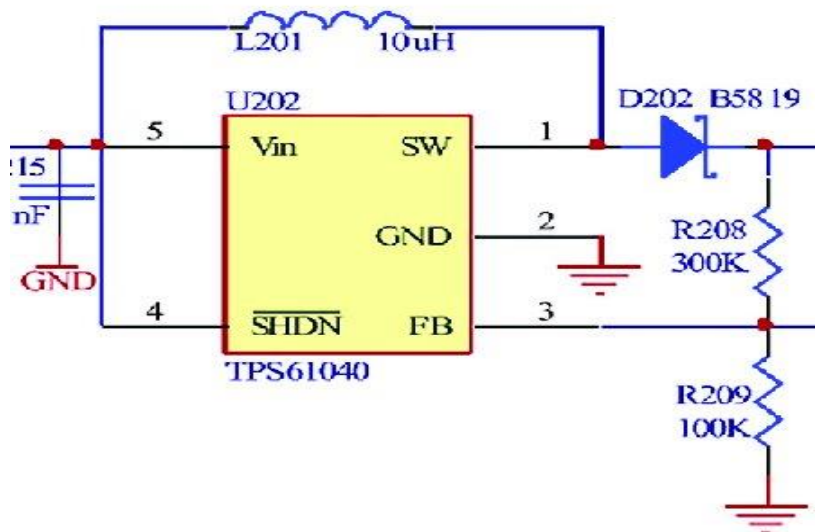 L201 10uH
U202
D202 B5819
5 Vin SW 1
:15
nF
GND 2
R208
300K
GND
4 SHDN FB 3
TPS61040
R209
100K